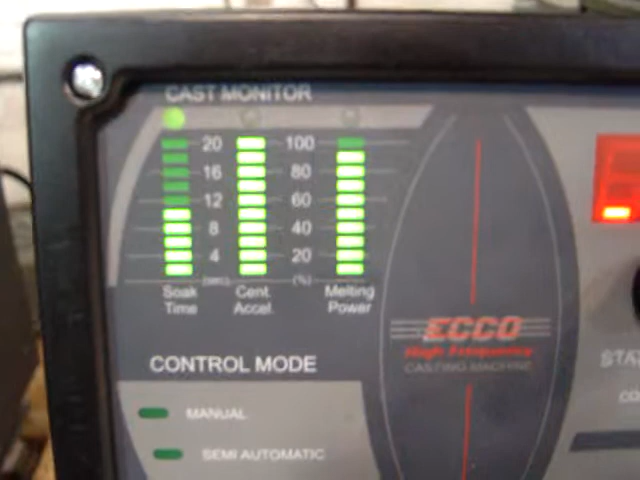 CAST MONITOR
20 100
16 80
12 60
8 40
4 20
(sec) (%)
Soak Time
Cent. Accel.
Melting Power
ECCO
High Frequency
CASTING MACHINE
CONTROL MODE
MANUAL
SEMI AUTOMATIC